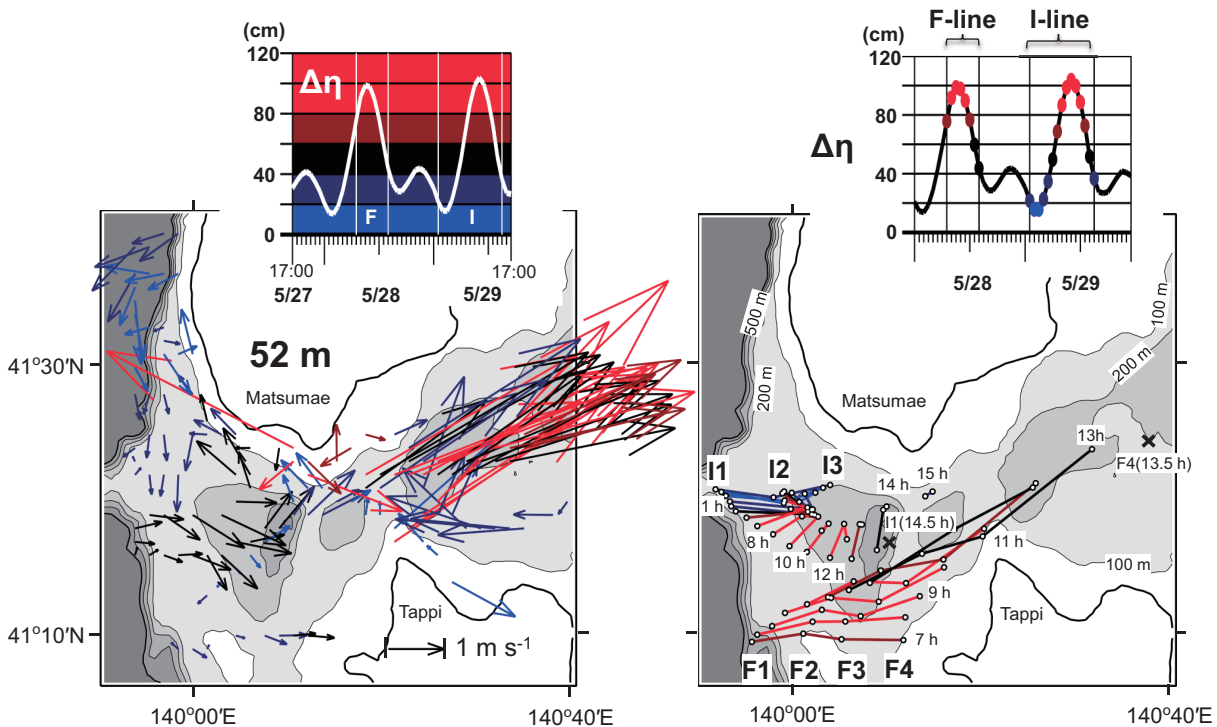 (cm)
120
Δη
80
40
0
F
I
17:00
17:00
5/27
5/28
5/29
52 m
Matsumae
Tappi
1 m s-1
41°30'N
41°10'N
140°00'E
140°40'E
F-line
I-line
(cm)
120
80
Δη
40
0
5/28
5/29
500 m
200 m
100 m
200 m
Matsumae
13h
F4(13.5 h)
I1
I2
I3
15 h
14 h
1 h
I1(14.5 h)
8 h
11 h
10 h
12 h
100 m
9 h
Tappi
7 h
F1
F2
F3
F4
140°00'E
140°40'E